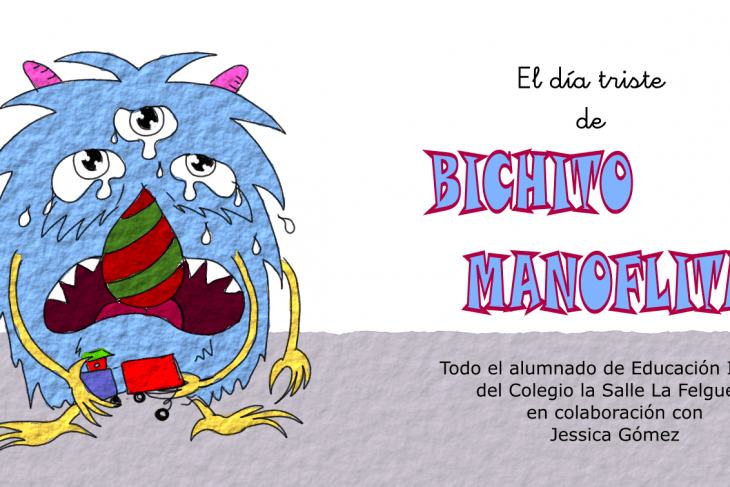 El día triste
de
BICHITO
MANOFLIT
Todo el alumnado de Educación
del Colegio la Salle La Felgue
en colaboración con
Jessica Gómez